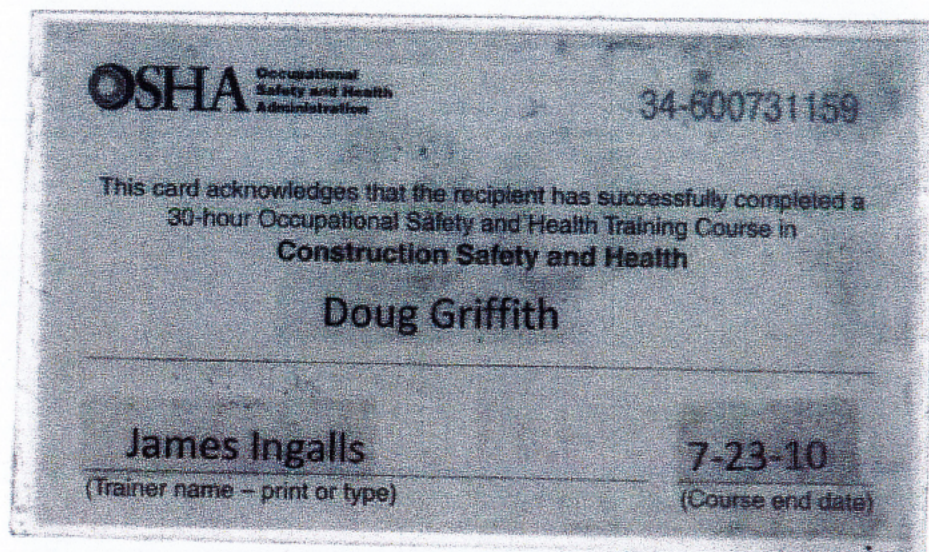 OSHA
Occupational
Safety and Health
Administration
34-600731159
This card acknowledges that the recipient has successfully completed a
30-hour Occupational Safety and Health Training Course in
Construction Safety and Health
Doug Griffith
James Ingalls
7-23-10
(Trainer name – print or type)
(Course end date)